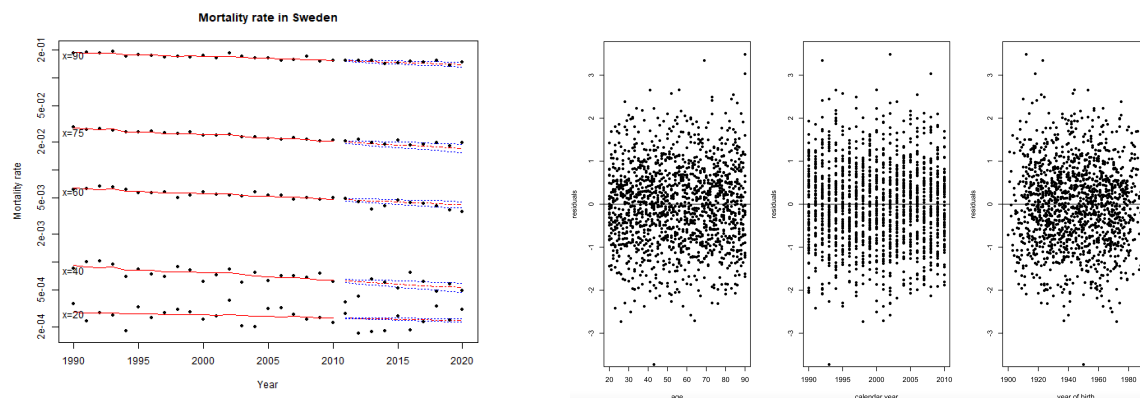 Mortality rate in Sweden
Mortality rate
2e-01
5e-02
2e-02
5e-03
2e-03
5e-04
2e-04
x=90
x=75
x=60
x=40
x=20
1990 1995 2000 2005 2010 2015 2020
Year
residuals
3
2
1
0
-1
-2
-3
20 30 40 50 60 70 80 90
age
residuals
3
2
1
0
-1
-2
-3
1990 1995 2000 2005 2010
calendar year
residuals
3
2
1
0
-1
-2
-3
1900 1920 1940 1960 1980
year of birth